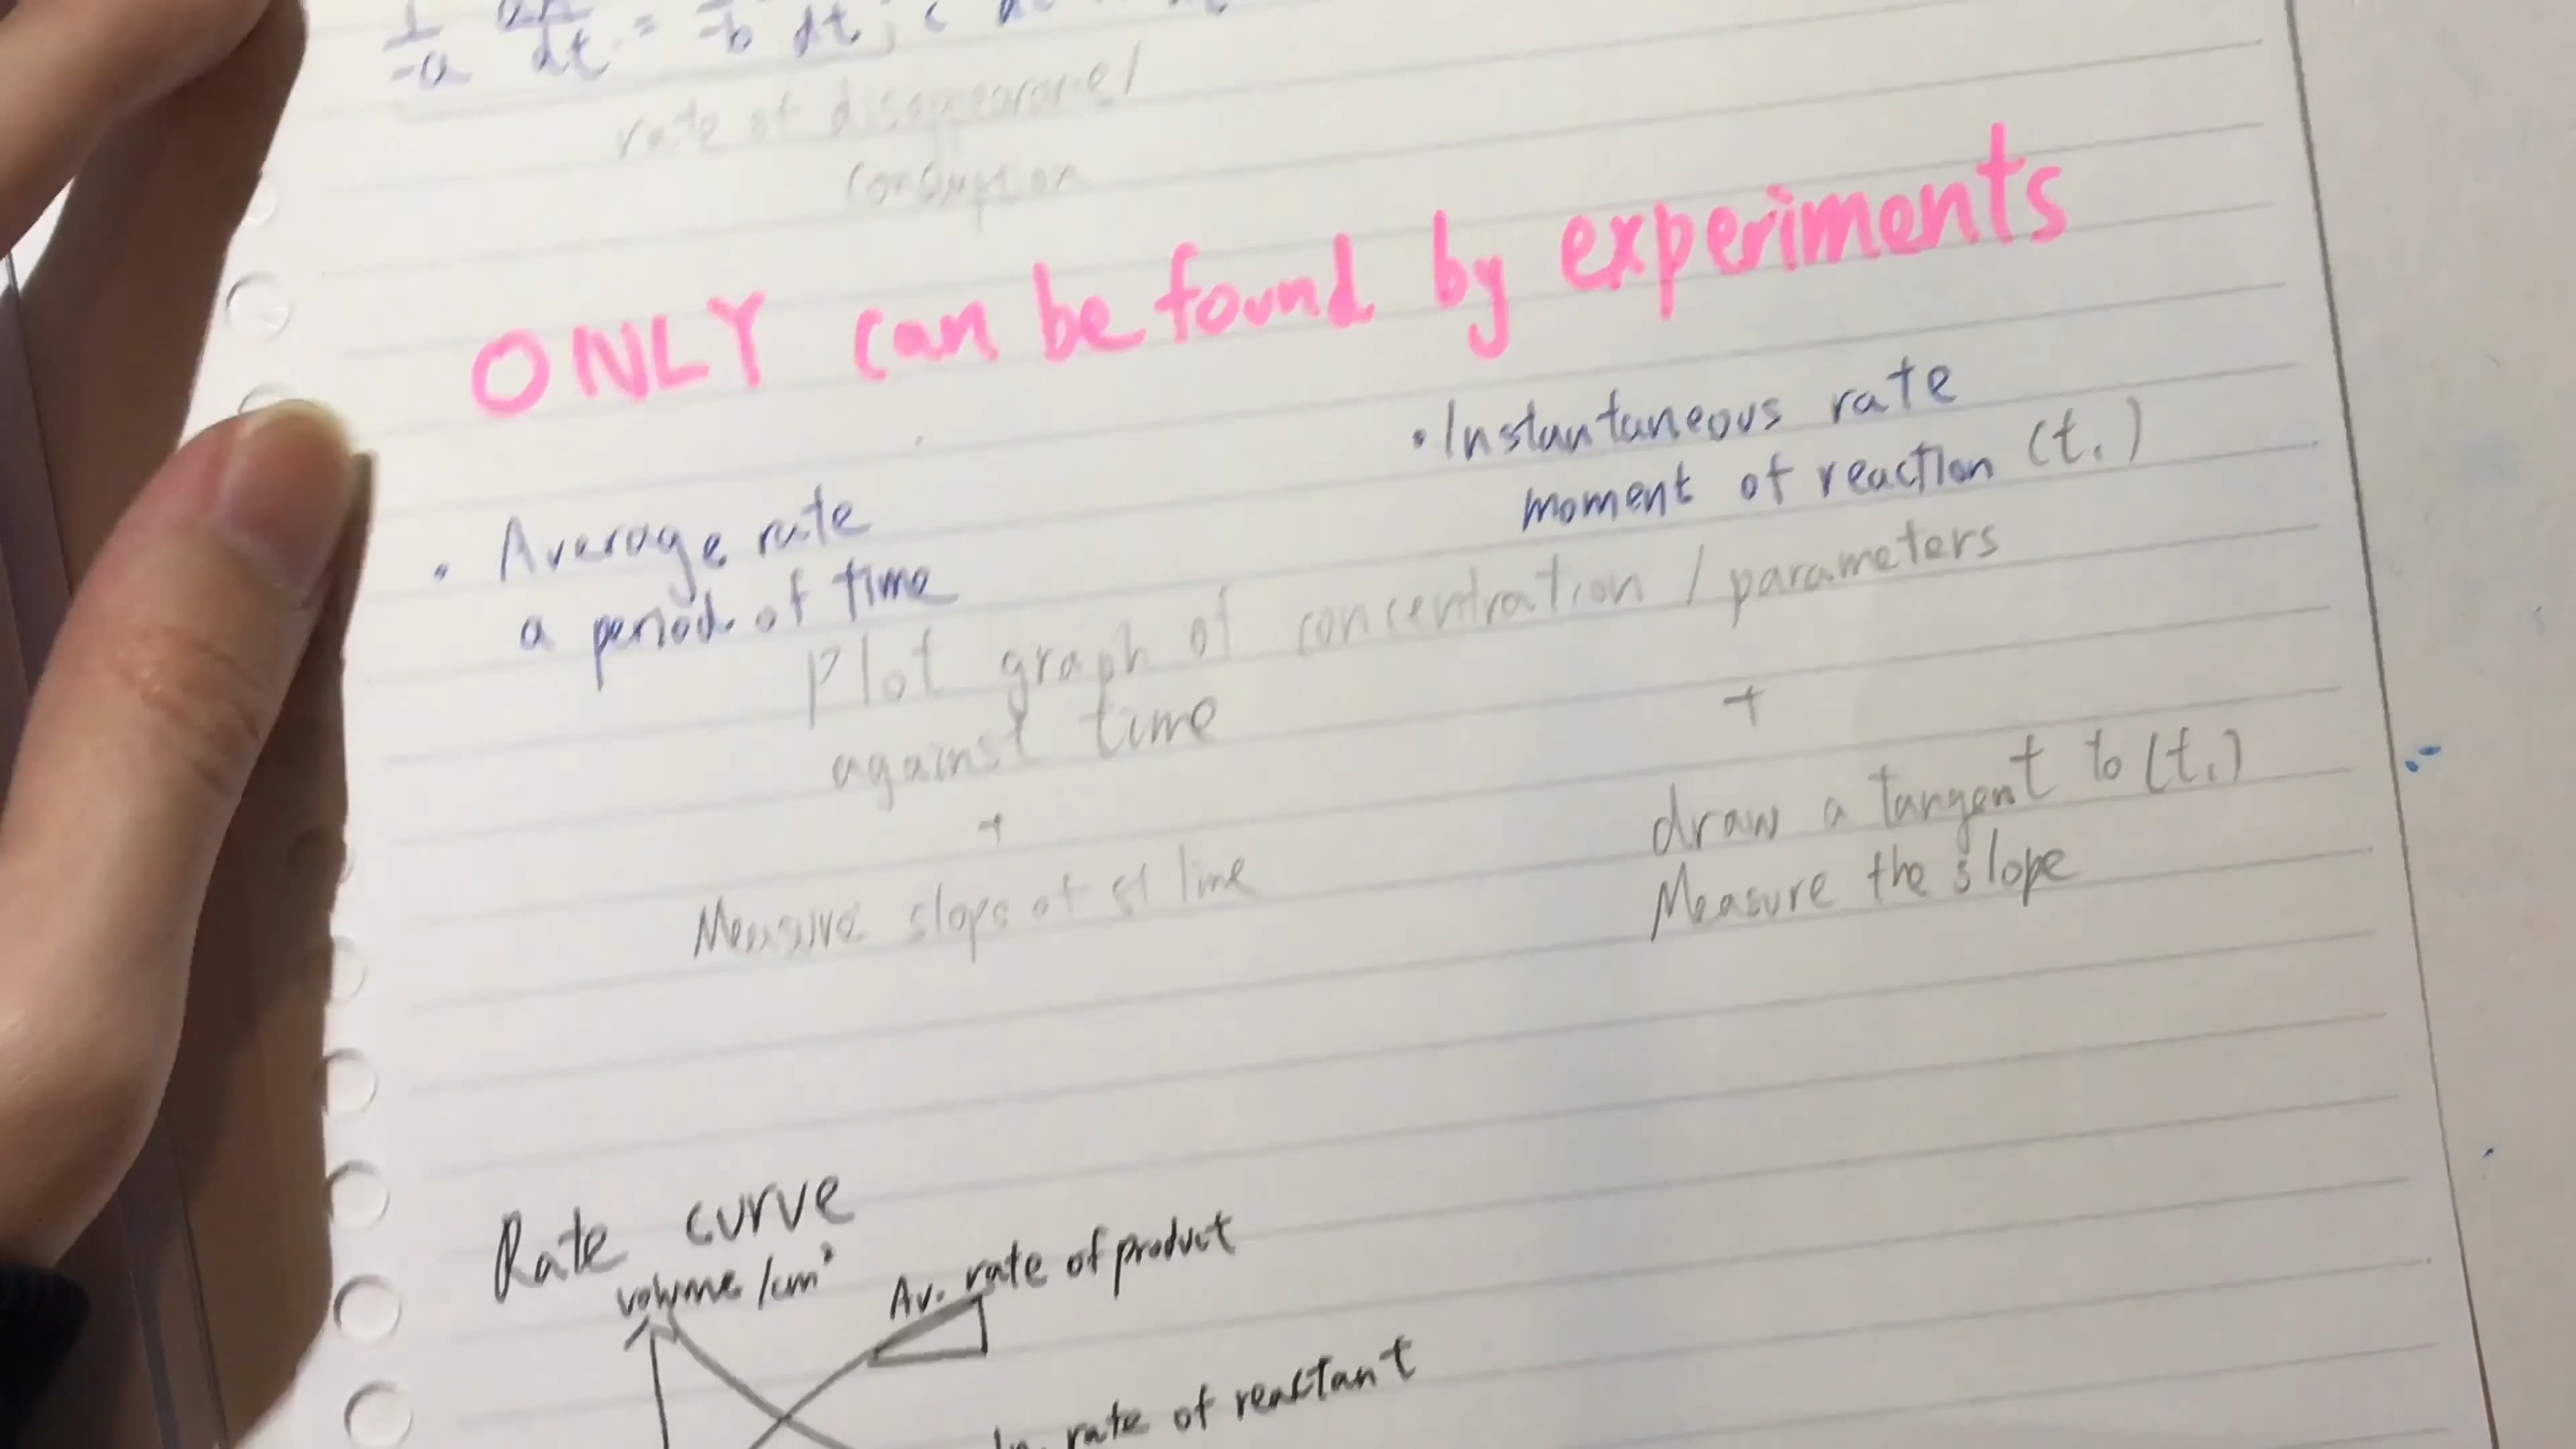 rate of disappearance/
consumption
ONLY can be found by experiments
• Instantaneous rate
moment of reaction (t₁)
• Average rate
a period of time
Plot graph of concentration / parameters
against time
+
Measure slope of st line
+
draw a tangent to (t₁)
Measure the slope
Rate curve
volume /cm³
Av. rate of product
rate of reactant